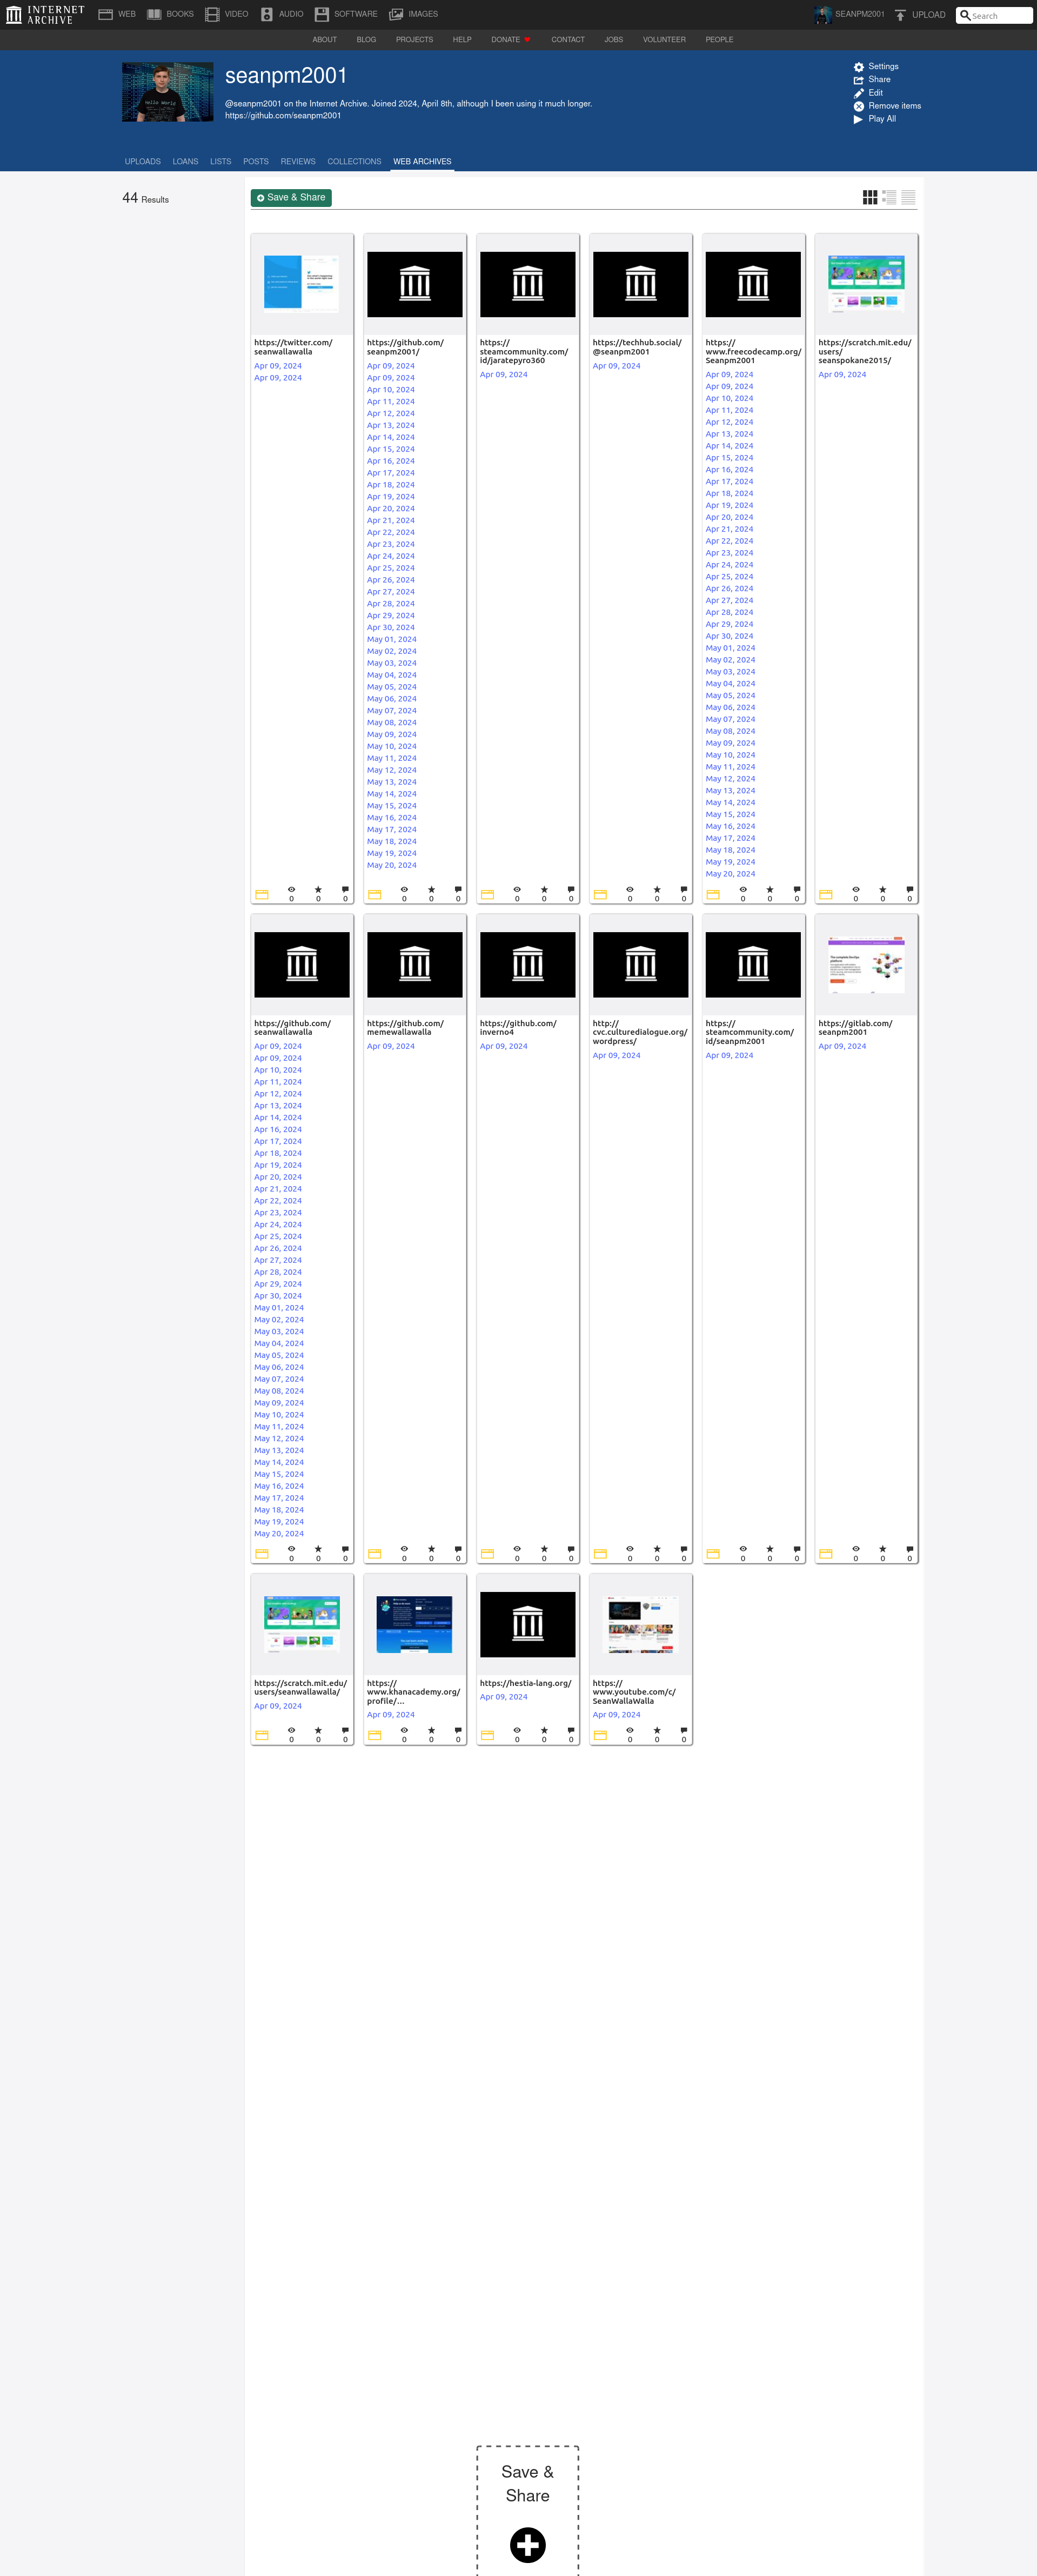 INTERNET ARCHIVE
WEB
BOOKS
VIDEO
AUDIO
SOFTWARE
IMAGES
SEANPM2001
UPLOAD
Search
ABOUT
BLOG
PROJECTS
HELP
DONATE
CONTACT
JOBS
VOLUNTEER
PEOPLE
seanpm2001
@seanpm2001 on the Internet Archive. Joined 2024, April 8th, although I been using it much longer.
https://github.com/seanpm2001
Settings
Share
Edit
Remove items
Play All
UPLOADS
LOANS
LISTS
POSTS
REVIEWS
COLLECTIONS
WEB ARCHIVES
44 Results
Save & Share
https://twitter.com/
seanwallawalla
Apr 09, 2024
Apr 09, 2024
0 0 0
https://github.com/
seanpm2001/
Apr 09, 2024
Apr 09, 2024
Apr 10, 2024
Apr 11, 2024
Apr 12, 2024
Apr 13, 2024
Apr 14, 2024
Apr 15, 2024
Apr 16, 2024
Apr 17, 2024
Apr 18, 2024
Apr 19, 2024
Apr 20, 2024
Apr 21, 2024
Apr 22, 2024
Apr 23, 2024
Apr 24, 2024
Apr 25, 2024
Apr 26, 2024
Apr 27, 2024
Apr 28, 2024
Apr 29, 2024
Apr 30, 2024
May 01, 2024
May 02, 2024
May 03, 2024
May 04, 2024
May 05, 2024
May 06, 2024
May 07, 2024
May 08, 2024
May 09, 2024
May 10, 2024
May 11, 2024
May 12, 2024
May 13, 2024
May 14, 2024
May 15, 2024
May 16, 2024
May 17, 2024
May 18, 2024
May 19, 2024
May 20, 2024
0 0 0
https://
steamcommunity.com/
id/jaratepyro360
Apr 09, 2024
0 0 0
https://techhub.social/
@seanpm2001
Apr 09, 2024
0 0 0
https://
www.freecodecamp.org/
Seanpm2001
Apr 09, 2024
Apr 09, 2024
Apr 10, 2024
Apr 11, 2024
Apr 12, 2024
Apr 13, 2024
Apr 14, 2024
Apr 15, 2024
Apr 16, 2024
Apr 17, 2024
Apr 18, 2024
Apr 19, 2024
Apr 20, 2024
Apr 21, 2024
Apr 22, 2024
Apr 23, 2024
Apr 24, 2024
Apr 25, 2024
Apr 26, 2024
Apr 27, 2024
Apr 28, 2024
Apr 29, 2024
Apr 30, 2024
May 01, 2024
May 02, 2024
May 03, 2024
May 04, 2024
May 05, 2024
May 06, 2024
May 07, 2024
May 08, 2024
May 09, 2024
May 10, 2024
May 11, 2024
May 12, 2024
May 13, 2024
May 14, 2024
May 15, 2024
May 16, 2024
May 17, 2024
May 18, 2024
May 19, 2024
May 20, 2024
0 0 0
https://scratch.mit.edu/
users/
seanspokane2015/
Apr 09, 2024
0 0 0
https://github.com/
seanwallawalla
Apr 09, 2024
Apr 09, 2024
Apr 10, 2024
Apr 11, 2024
Apr 12, 2024
Apr 13, 2024
Apr 14, 2024
Apr 16, 2024
Apr 17, 2024
Apr 18, 2024
Apr 19, 2024
Apr 20, 2024
Apr 21, 2024
Apr 22, 2024
Apr 23, 2024
Apr 24, 2024
Apr 25, 2024
Apr 26, 2024
Apr 27, 2024
Apr 28, 2024
Apr 29, 2024
Apr 30, 2024
May 01, 2024
May 02, 2024
May 03, 2024
May 04, 2024
May 05, 2024
May 06, 2024
May 07, 2024
May 08, 2024
May 09, 2024
May 10, 2024
May 11, 2024
May 12, 2024
May 13, 2024
May 14, 2024
May 15, 2024
May 16, 2024
May 17, 2024
May 18, 2024
May 19, 2024
May 20, 2024
0 0 0
https://github.com/
memewallawalla
Apr 09, 2024
0 0 0
https://github.com/
inverno4
Apr 09, 2024
0 0 0
http://
cvc.culturedialogue.org/
wordpress/
Apr 09, 2024
0 0 0
https://
steamcommunity.com/
id/seanpm2001
Apr 09, 2024
0 0 0
https://gitlab.com/
seanpm2001
Apr 09, 2024
0 0 0
https://scratch.mit.edu/
users/seanwallawalla/
Apr 09, 2024
0 0 0
https://
www.khanacademy.org/
profile/…
Apr 09, 2024
0 0 0
https://hestia-lang.org/
Apr 09, 2024
0 0 0
https://
www.youtube.com/c/
SeanWallaWalla
Apr 09, 2024
0 0 0
Save &
Share